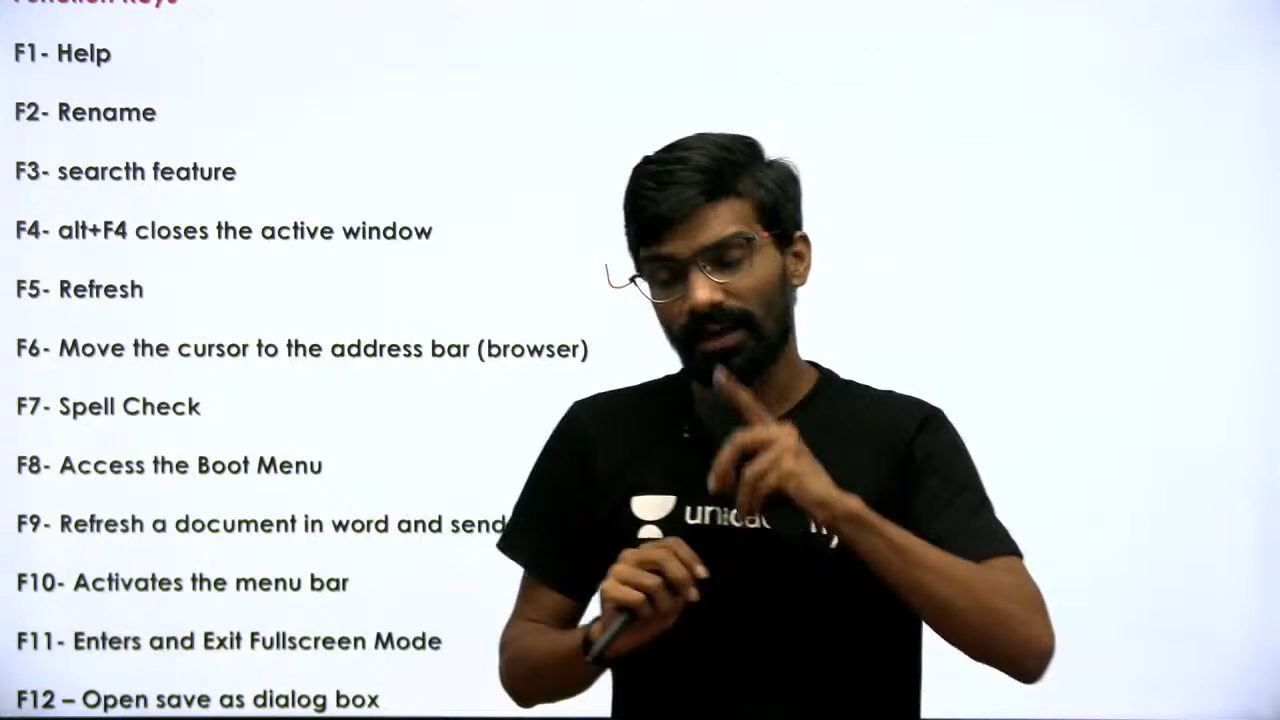 Function Keys
F1- Help
F2- Rename
F3- searcth feature
F4- alt+F4 closes the active window
F5- Refresh
F6- Move the cursor to the address bar (browser)
F7- Spell Check
F8- Access the Boot Menu
F9- Refresh a document in word and send
F10- Activates the menu bar
F11- Enters and Exit Fullscreen Mode
F12 – Open save as dialog box